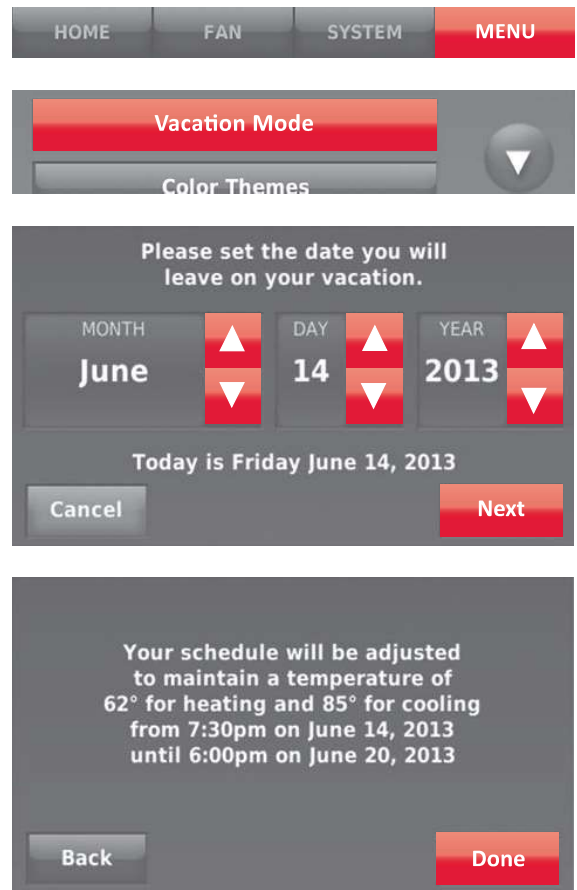 HOME FAN SYSTEM MENU
Vacation Mode
Color Themes
Please set the date you will
leave on your vacation.
MONTH DAY YEAR
June 14 2013
Today is Friday June 14, 2013
Cancel Next
Your schedule will be adjusted
to maintain a temperature of
62° for heating and 85° for cooling
from 7:30pm on June 14, 2013
until 6:00pm on June 20, 2013
Back Done